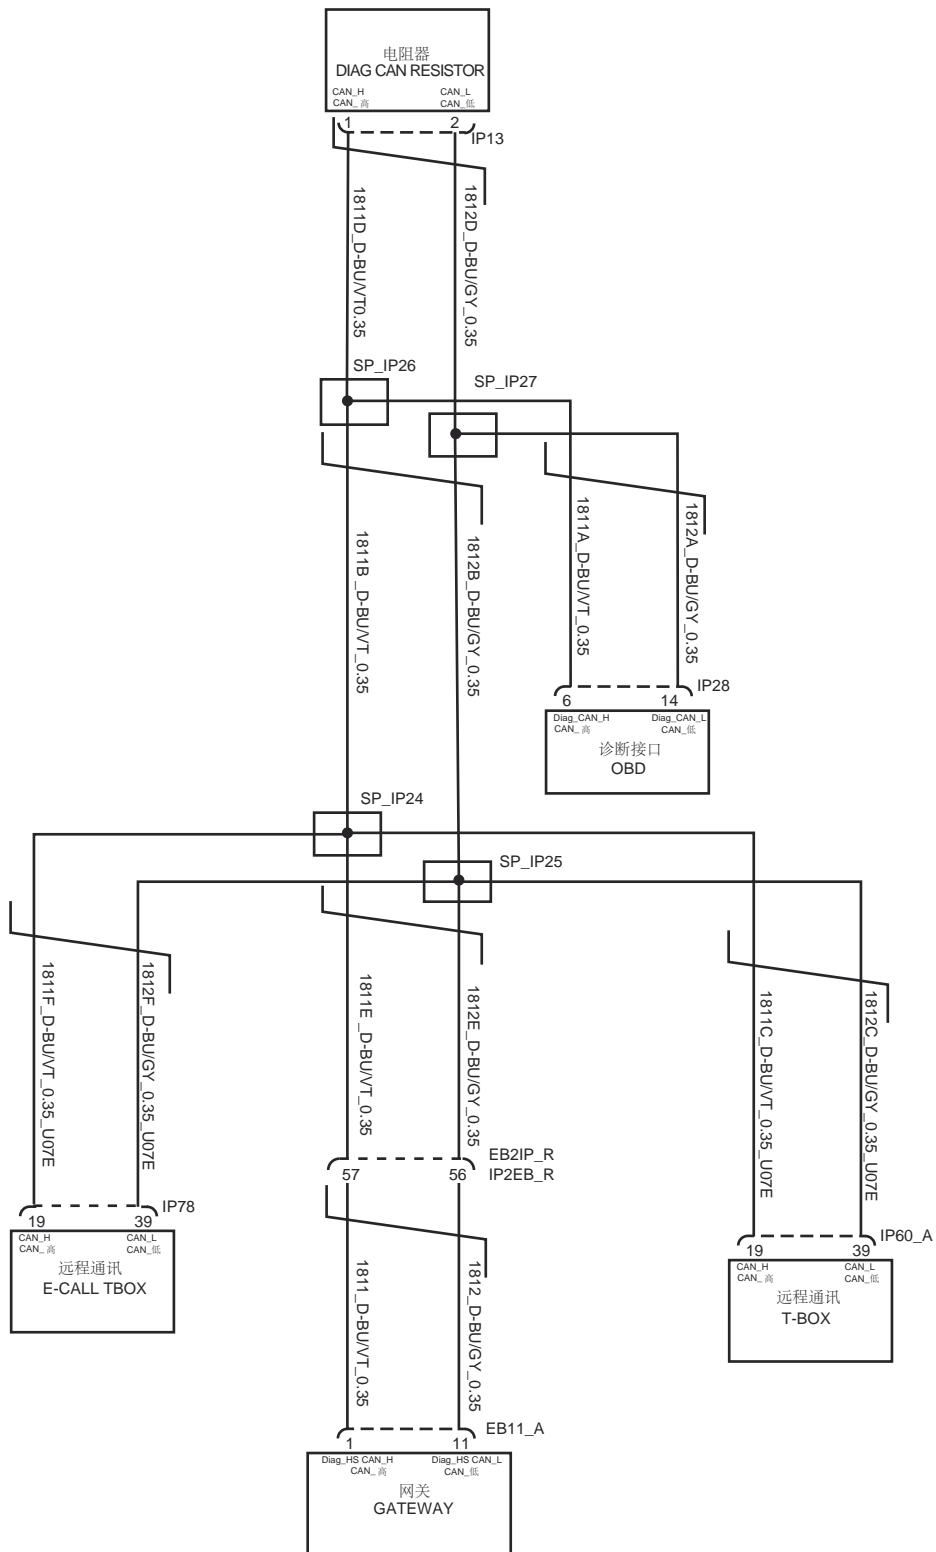 电阻器
DIAG CAN RESISTOR
CAN_H
CAN_高
CAN_L
CAN_低
1
2
IP13
1811D_D-BU/VT0.35
1812D_D-BU/GY_0.35
SP_IP26
SP_IP27
1811B_D-BU/VT_0.35
1812B_D-BU/GY_0.35
1811A_D-BU/VT_0.35
1812A_D-BU/GY_0.35
IP28
6
14
Diag_CAN_H
CAN_高
Diag_CAN_L
CAN_低
诊断接口
OBD
SP_IP24
SP_IP25
1811F_D-BU/VT_0.35_U07E
1812F_D-BU/GY_0.35_U07E
1811E_D-BU/VT_0.35
1812E_D-BU/GY_0.35
1811C_D-BU/VT_0.35_U07E
1812C_D-BU/GY_0.35_U07E
EB2IP_R
57
56
IP2EB_R
IP78
19
39
CAN_H
CAN_高
CAN_L
CAN_低
远程通讯
E-CALL TBOX
IP60_A
19
39
CAN_H
CAN_高
CAN_L
CAN_低
远程通讯
T-BOX
1811_D-BU/VT_0.35
1812_D-BU/GY_0.35
EB11_A
1
11
Diag_HS CAN_H
CAN_高
Diag_HS CAN_L
CAN_低
网关
GATEWAY